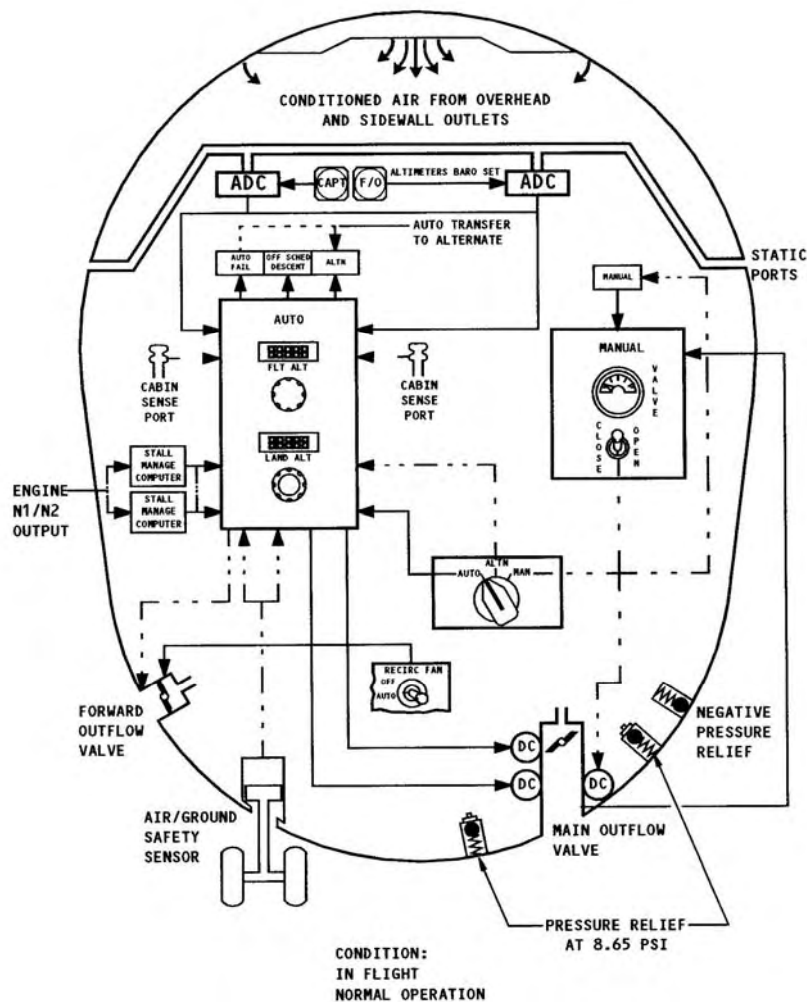 CONDITIONED AIR FROM OVERHEAD
AND SIDEWALL OUTLETS
ADC
CAPT
F/O
ALTIMETERS BARO SET
ADC
AUTO TRANSFER
TO ALTERNATE
AUTO
FAIL
OFF SCHED
DESCENT
ALTN
STATIC
PORTS
MANUAL
AUTO
FLT ALT
LAND ALT
CABIN
SENSE
PORT
CABIN
SENSE
PORT
MANUAL
VALVE
CLOSE
OPEN
ENGINE
N1/N2
OUTPUT
STALL
MANAGE
COMPUTER
STALL
MANAGE
COMPUTER
ALTN
AUTO
MAN
RECIRC FAN
OFF
AUTO
FORWARD
OUTFLOW
VALVE
NEGATIVE
PRESSURE
RELIEF
DC
DC
DC
AIR/GROUND
SAFETY
SENSOR
MAIN OUTFLOW
VALVE
PRESSURE RELIEF
AT 8.65 PSI
CONDITION:
IN FLIGHT
NORMAL OPERATION